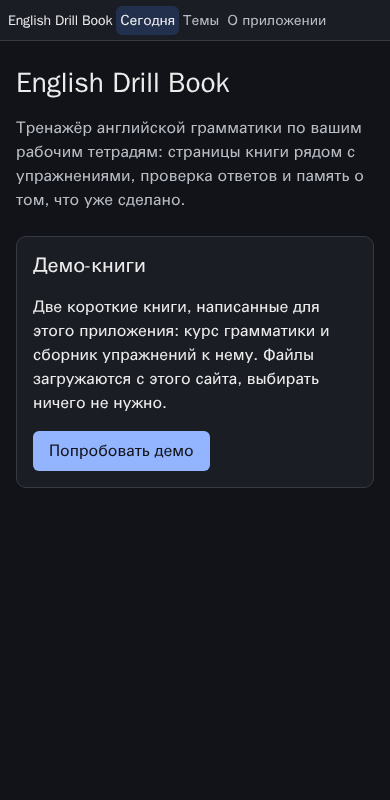 English Drill Book Сегодня Темы О приложении
English Drill Book
Тренажёр английской грамматики по вашим
рабочим тетрадям: страницы книги рядом с
упражнениями, проверка ответов и память о
том, что уже сделано.
Демо-книги
Две короткие книги, написанные для
этого приложения: курс грамматики и
сборник упражнений к нему. Файлы
загружаются с этого сайта, выбирать
ничего не нужно.
Попробовать демо